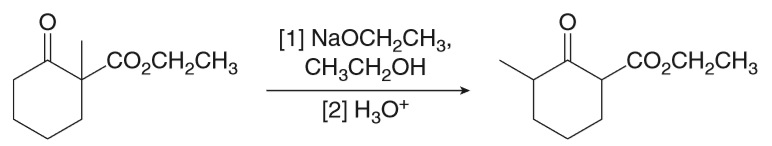 O
CO₂CH₂CH₃
[1] NaOCH₂CH₃,
CH₃CH₂OH
[2] H₃O⁺
O
CO₂CH₂CH₃